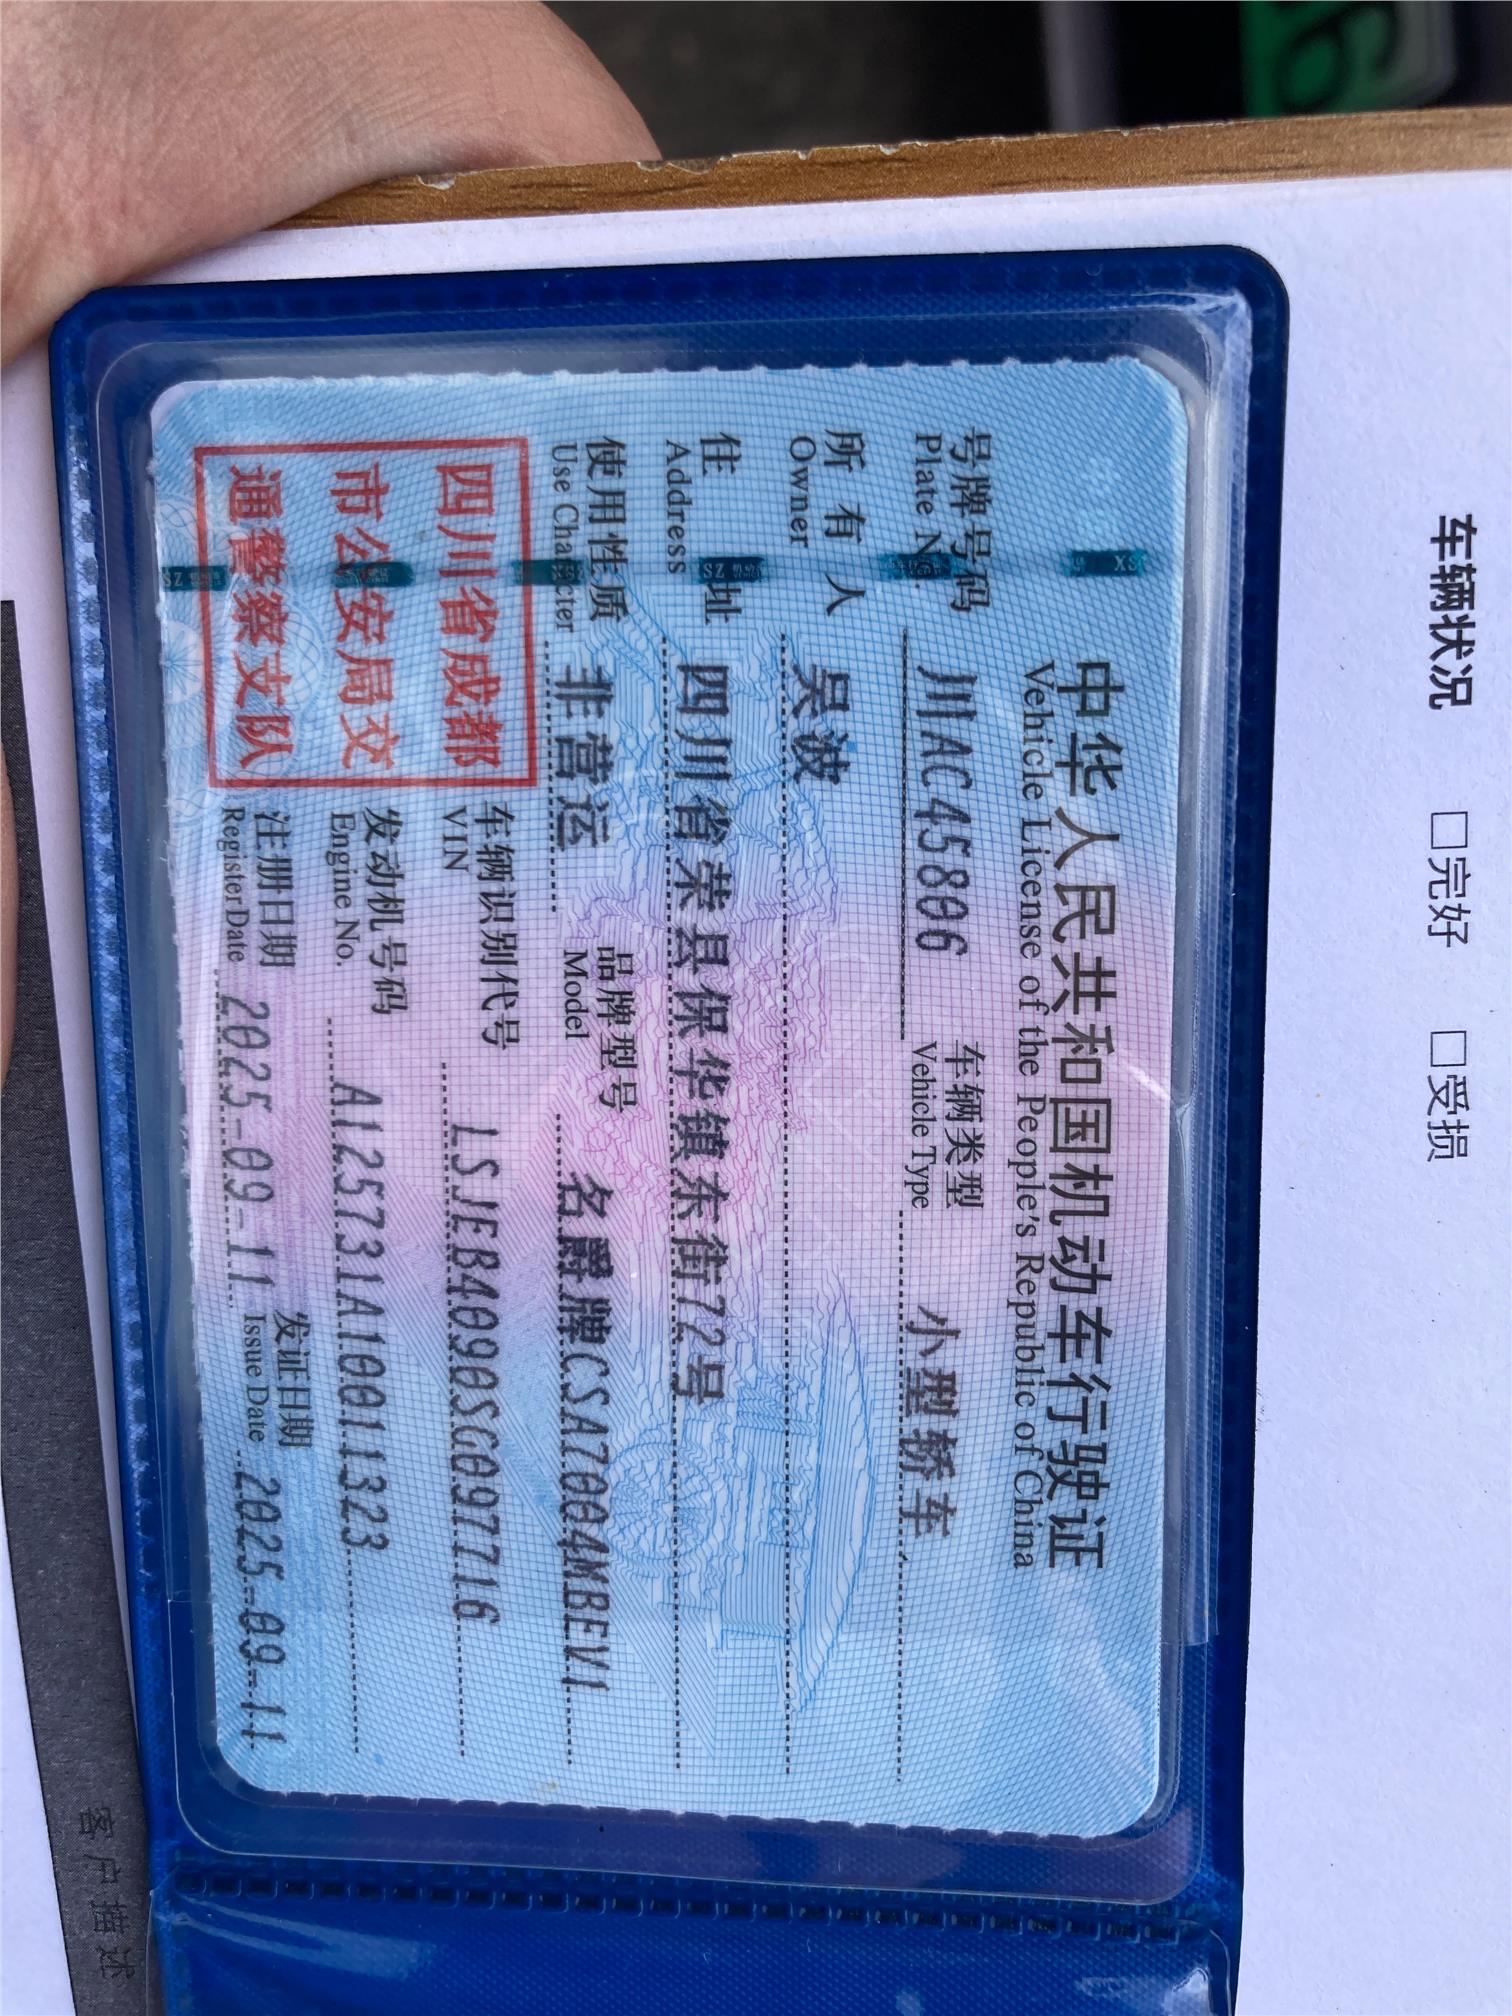 车辆状况 □完好 □受损
中华人民共和国机动车行驶证
Vehicle License of the People's Republic of China
号牌号码 川AC45806 车辆类型 小型轿车
Plate No. Vehicle Type
所有人 吴波
Owner
住址 四川省荣县保华镇东街72号
Address
使用性质 非营运 品牌型号 名爵牌CSA7004MBEV1
Use Character Model
四川省成都
市公安局交
通警察支队
车辆识别代号 LSJEB4090SG097716
VIN
发动机号码 A125731A10011323
Engine No.
注册日期 2025-09-11 发证日期 2025-09-11
Register Date Issue Date
客户描述